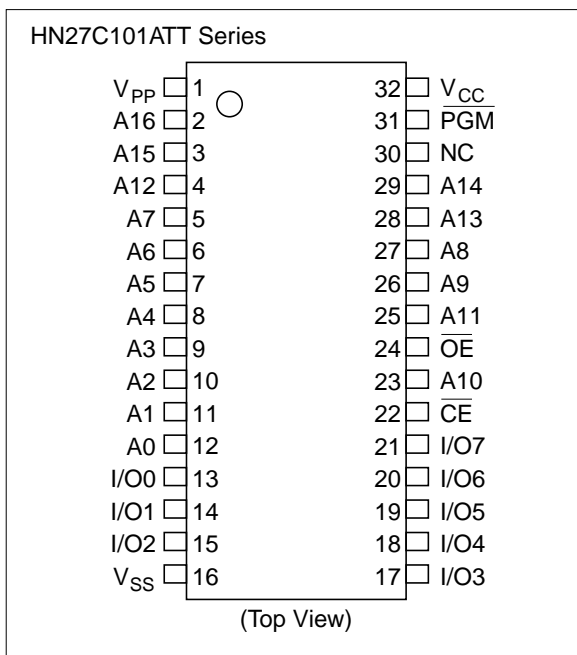 HN27C101ATT Series
VPP 1 32 VCC
A16 2 31 P̅G̅M̅
A15 3 30 NC
A12 4 29 A14
A7 5 28 A13
A6 6 27 A8
A5 7 26 A9
A4 8 25 A11
A3 9 24 O̅E̅
A2 10 23 A10
A1 11 22 C̅E̅
A0 12 21 I/O7
I/O0 13 20 I/O6
I/O1 14 19 I/O5
I/O2 15 18 I/O4
VSS 16 17 I/O3
(Top View)